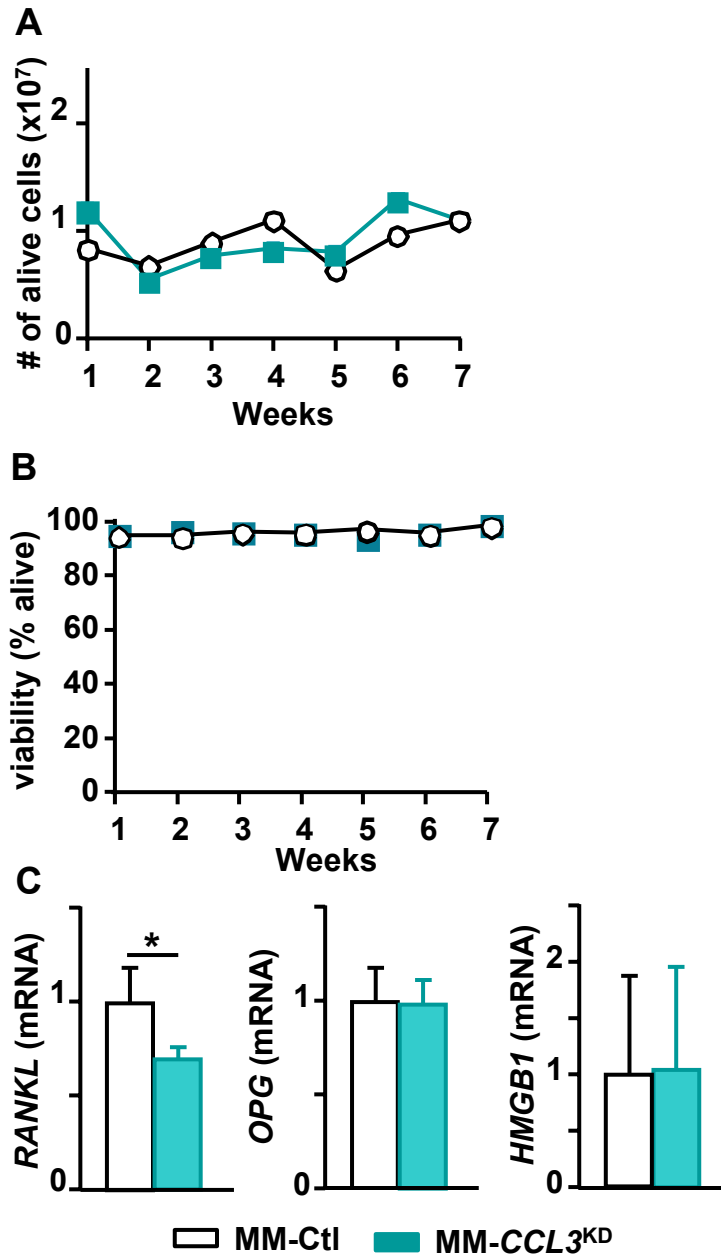 A
# of alive cells (x10⁷)
2
1
0
1 2 3 4 5 6 7
Weeks
B
viability (% alive)
100
80
60
40
20
0
1 2 3 4 5 6 7
Weeks
C
RANKL (mRNA)
1
0
*
OPG (mRNA)
1
0
HMGB1 (mRNA)
2
1
0
MM-Ctl MM-CCL3ᴷᴰ